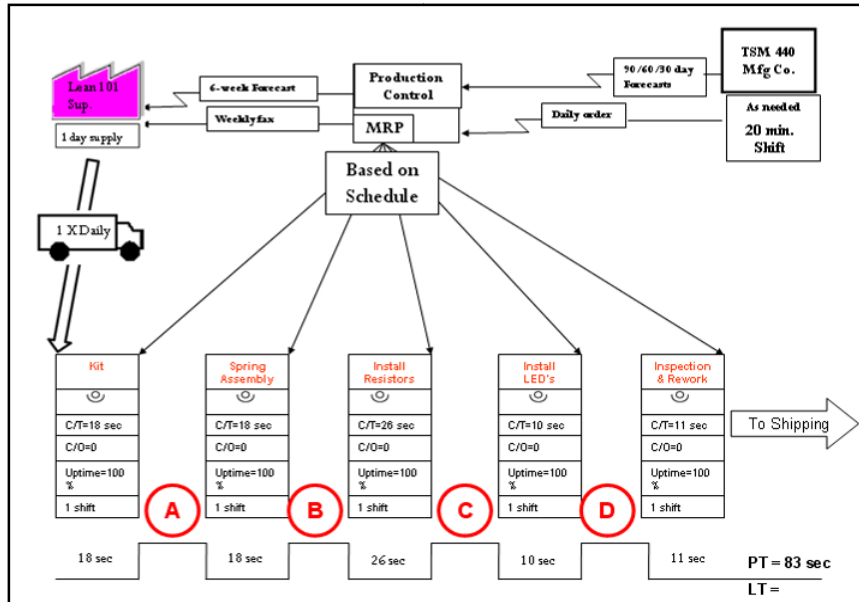 Lean 101
Sup.
1 day supply
1 X Daily
6-week Forecast
Weekly fax
Production
Control
MRP
Based on
Schedule
90/60/30 day
Forecasts
Daily order
TSM 440
Mfg Co.
As needed
20 min.
Shift
Kit
C/T=18 sec
C/O=0
Uptime=100
%
1 shift
Spring
Assembly
C/T=18 sec
C/O=0
Uptime=100
%
1 shift
Install
Resistors
C/T=26 sec
C/O=0
Uptime=100
%
1 shift
Install
LED's
C/T=10 sec
C/O=0
Uptime=100
%
1 shift
Inspection
& Rework
C/T=11 sec
C/O=0
Uptime=100
%
1 shift
To Shipping
A
B
C
D
18 sec
18 sec
26 sec
10 sec
11 sec
PT = 83 sec
LT =